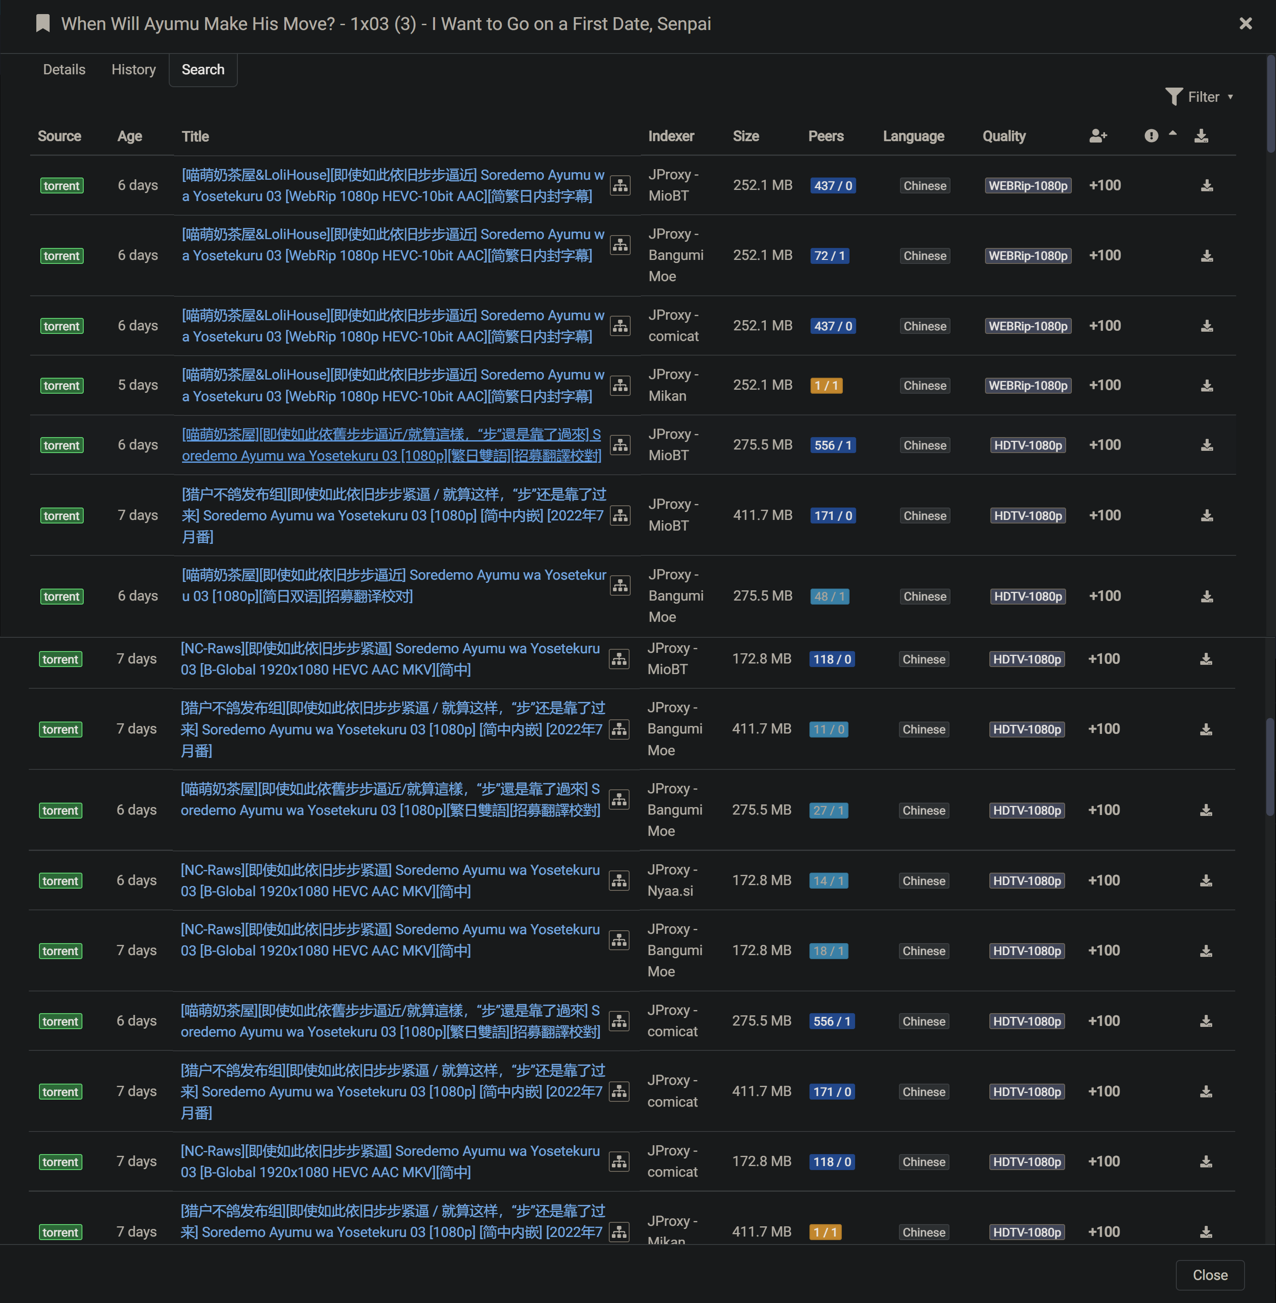 When Will Ayumu Make His Move? - 1x03 (3) - I Want to Go on a First Date, Senpai
Details History Search
Filter
Source Age Title Indexer Size Peers Language Quality
torrent 6 days [喵萌奶茶屋&LoliHouse][即使如此依旧步步逼近] Soredemo Ayumu w
a Yosetekuru 03 [WebRip 1080p HEVC-10bit AAC][简繁日内封字幕] JProxy -
MioBT 252.1 MB 437 / 0 Chinese WEBRip-1080p +100
torrent 6 days [喵萌奶茶屋&LoliHouse][即使如此依旧步步逼近] Soredemo Ayumu w
a Yosetekuru 03 [WebRip 1080p HEVC-10bit AAC][简繁日内封字幕] JProxy -
Bangumi
Moe 252.1 MB 72 / 1 Chinese WEBRip-1080p +100
torrent 6 days [喵萌奶茶屋&LoliHouse][即使如此依旧步步逼近] Soredemo Ayumu w
a Yosetekuru 03 [WebRip 1080p HEVC-10bit AAC][简繁日内封字幕] JProxy -
comicat 252.1 MB 437 / 0 Chinese WEBRip-1080p +100
torrent 5 days [喵萌奶茶屋&LoliHouse][即使如此依旧步步逼近] Soredemo Ayumu w
a Yosetekuru 03 [WebRip 1080p HEVC-10bit AAC][简繁日内封字幕] JProxy -
Mikan 252.1 MB 1 / 1 Chinese WEBRip-1080p +100
torrent 6 days [喵萌奶茶屋][即使如此依舊步步逼近/就算這樣，“步”還是靠了過來] S
oredemo Ayumu wa Yosetekuru 03 [1080p][繁日雙語][招募翻譯校對] JProxy -
MioBT 275.5 MB 556 / 1 Chinese HDTV-1080p +100
torrent 7 days [猎户不鸽发布组][即使如此依旧步步紧逼 / 就算这样，“步”还是靠了过
来] Soredemo Ayumu wa Yosetekuru 03 [1080p] [简中内嵌] [2022年7
月番] JProxy -
MioBT 411.7 MB 171 / 0 Chinese HDTV-1080p +100
torrent 6 days [喵萌奶茶屋][即使如此依旧步步逼近] Soredemo Ayumu wa Yosetekur
u 03 [1080p][简日双语][招募翻译校对] JProxy -
Bangumi
Moe 275.5 MB 48 / 1 Chinese HDTV-1080p +100
torrent 7 days [NC-Raws][即使如此依旧步步紧逼] Soredemo Ayumu wa Yosetekuru
03 [B-Global 1920x1080 HEVC AAC MKV][简中] JProxy -
MioBT 172.8 MB 118 / 0 Chinese HDTV-1080p +100
torrent 7 days [猎户不鸽发布组][即使如此依旧步步紧逼 / 就算这样，“步”还是靠了过
来] Soredemo Ayumu wa Yosetekuru 03 [1080p] [简中内嵌] [2022年7
月番] JProxy -
Bangumi
Moe 411.7 MB 11 / 0 Chinese HDTV-1080p +100
torrent 6 days [喵萌奶茶屋][即使如此依舊步步逼近/就算這樣，“步”還是靠了過來] S
oredemo Ayumu wa Yosetekuru 03 [1080p][繁日雙語][招募翻譯校對] JProxy -
Bangumi
Moe 275.5 MB 27 / 1 Chinese HDTV-1080p +100
torrent 6 days [NC-Raws][即使如此依旧步步紧逼] Soredemo Ayumu wa Yosetekuru
03 [B-Global 1920x1080 HEVC AAC MKV][简中] JProxy -
Nyaa.si 172.8 MB 14 / 1 Chinese HDTV-1080p +100
torrent 7 days [NC-Raws][即使如此依旧步步紧逼] Soredemo Ayumu wa Yosetekuru
03 [B-Global 1920x1080 HEVC AAC MKV][简中] JProxy -
Bangumi
Moe 172.8 MB 18 / 1 Chinese HDTV-1080p +100
torrent 6 days [喵萌奶茶屋][即使如此依舊步步逼近/就算這樣，“步”還是靠了過來] S
oredemo Ayumu wa Yosetekuru 03 [1080p][繁日雙語][招募翻譯校對] JProxy -
comicat 275.5 MB 556 / 1 Chinese HDTV-1080p +100
torrent 7 days [猎户不鸽发布组][即使如此依旧步步紧逼 / 就算这样，“步”还是靠了过
来] Soredemo Ayumu wa Yosetekuru 03 [1080p] [简中内嵌] [2022年7
月番] JProxy -
comicat 411.7 MB 171 / 0 Chinese HDTV-1080p +100
torrent 7 days [NC-Raws][即使如此依旧步步紧逼] Soredemo Ayumu wa Yosetekuru
03 [B-Global 1920x1080 HEVC AAC MKV][简中] JProxy -
comicat 172.8 MB 118 / 0 Chinese HDTV-1080p +100
torrent 7 days [猎户不鸽发布组][即使如此依旧步步紧逼 / 就算这样，“步”还是靠了过
来] Soredemo Ayumu wa Yosetekuru 03 [1080p] [简中内嵌] [2022年7 JProxy -
Mikan 411.7 MB 1 / 1 Chinese HDTV-1080p +100
Close